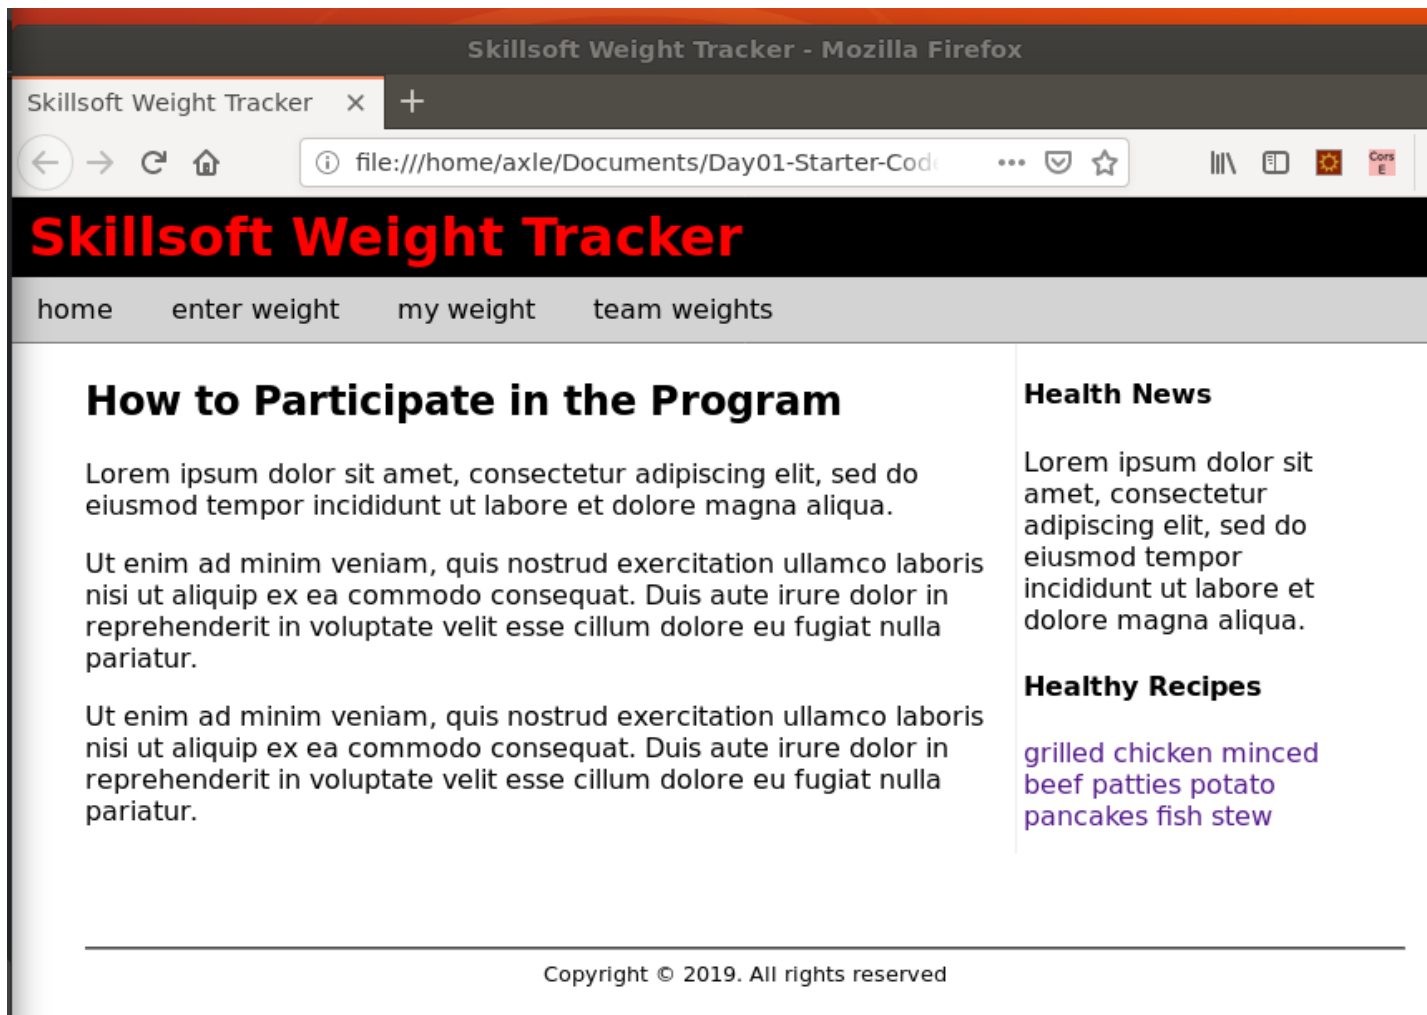 Skillsoft Weight Tracker - Mozilla Firefox
Skillsoft Weight Tracker
file:///home/axle/Documents/Day01-Starter-Cod
Cors
E
Skillsoft Weight Tracker
home enter weight my weight team weights
How to Participate in the Program
Lorem ipsum dolor sit amet, consectetur adipiscing elit, sed do
eiusmod tempor incididunt ut labore et dolore magna aliqua.
Ut enim ad minim veniam, quis nostrud exercitation ullamco laboris
nisi ut aliquip ex ea commodo consequat. Duis aute irure dolor in
reprehenderit in voluptate velit esse cillum dolore eu fugiat nulla
pariatur.
Ut enim ad minim veniam, quis nostrud exercitation ullamco laboris
nisi ut aliquip ex ea commodo consequat. Duis aute irure dolor in
reprehenderit in voluptate velit esse cillum dolore eu fugiat nulla
pariatur.
Health News
Lorem ipsum dolor sit
amet, consectetur
adipiscing elit, sed do
eiusmod tempor
incididunt ut labore et
dolore magna aliqua.
Healthy Recipes
grilled chicken minced
beef patties potato
pancakes fish stew
Copyright © 2019. All rights reserved